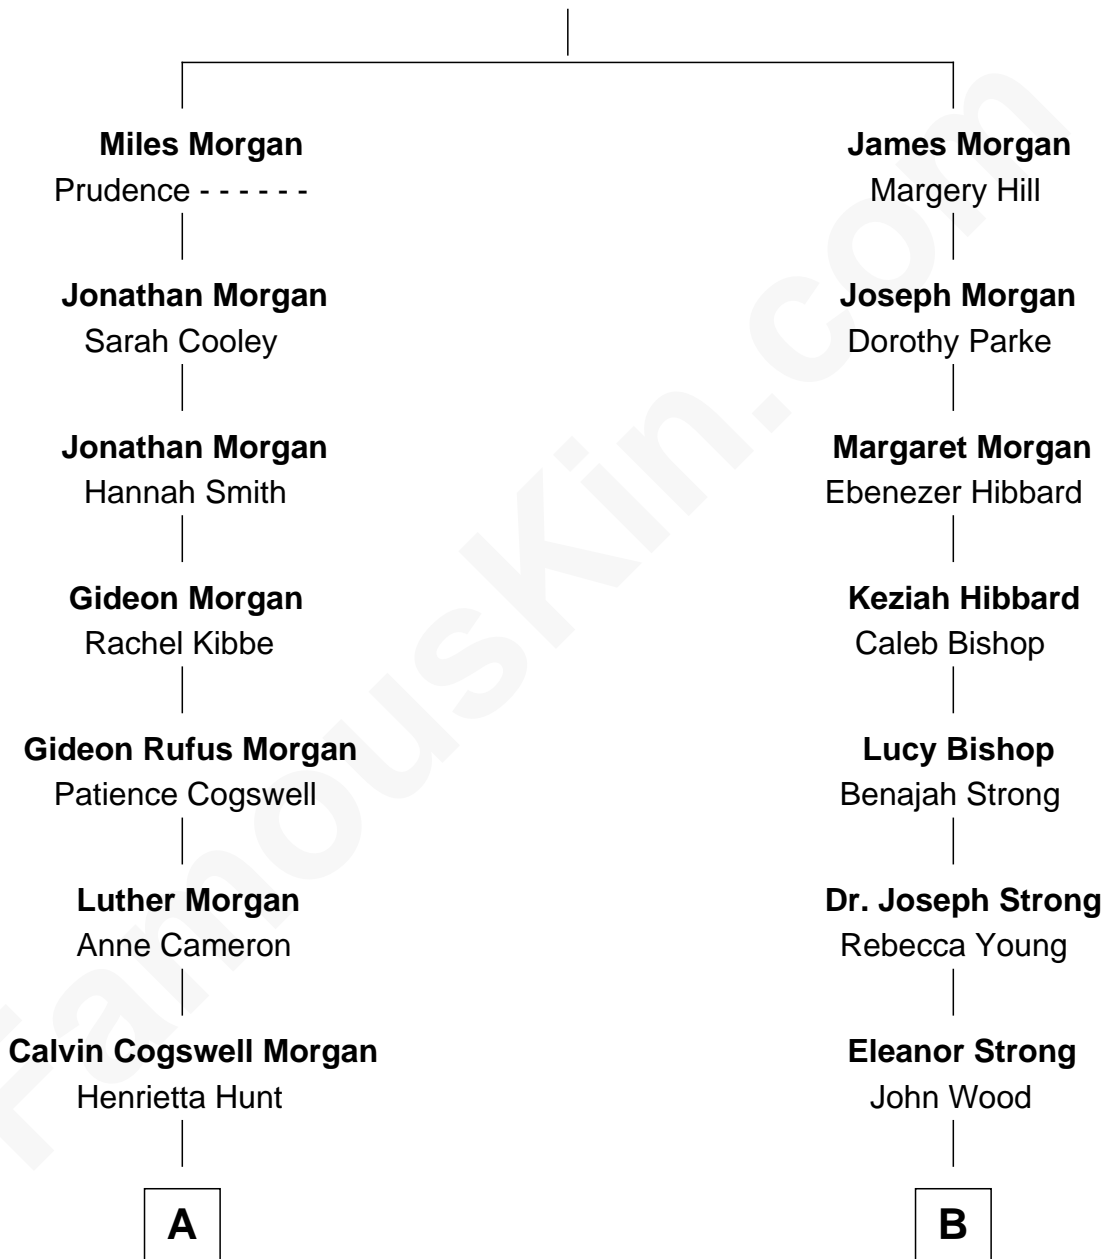 Miles Morgan
Prudence - - - - - -
James Morgan
Margery Hill
Jonathan Morgan
Sarah Cooley
Joseph Morgan
Dorothy Parke
Jonathan Morgan
Hannah Smith
Margaret Morgan
Ebenezer Hibbard
Gideon Morgan
Rachel Kibbe
Keziah Hibbard
Caleb Bishop
Gideon Rufus Morgan
Patience Cogswell
Lucy Bishop
Benajah Strong
Luther Morgan
Anne Cameron
Dr. Joseph Strong
Rebecca Young
Calvin Cogswell Morgan
Henrietta Hunt
Eleanor Strong
John Wood
A
B
FamousKin.com